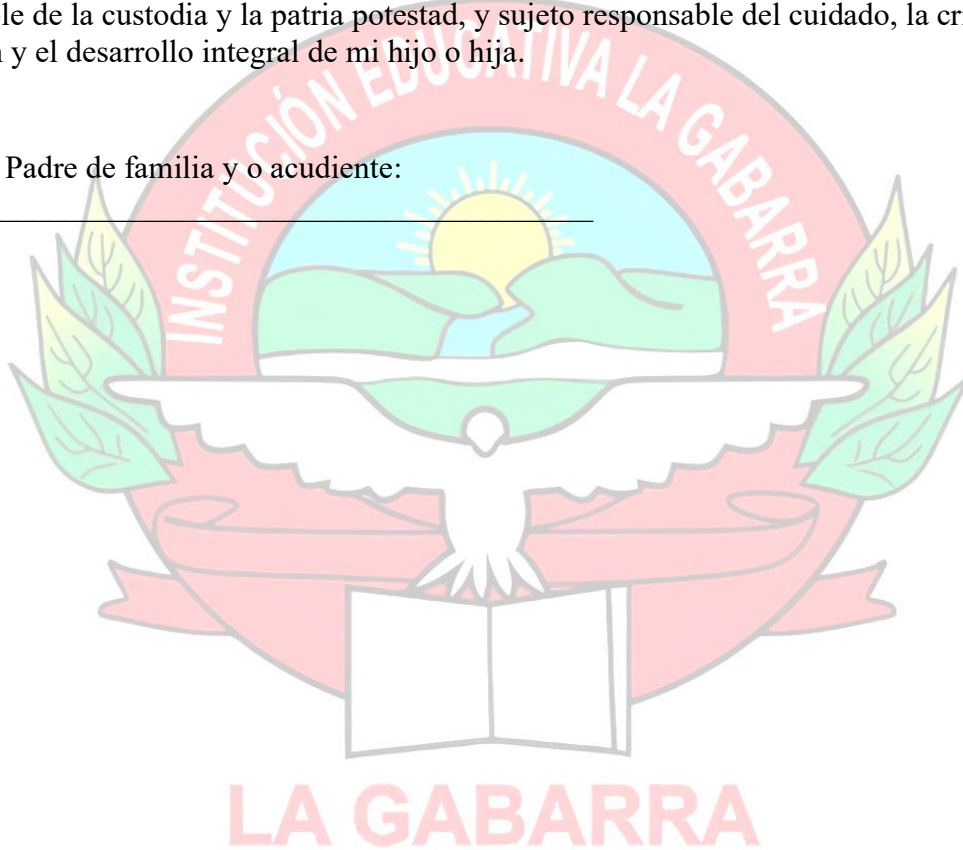 le de la custodia y la patria potestad, y sujeto responsable del cuidado, la cri
n y el desarrollo integral de mi hijo o hija.
Padre de familia y o acudiente:
INSTITUCIÓN EDUCATIVA LA GABARRA
LA GABARRA